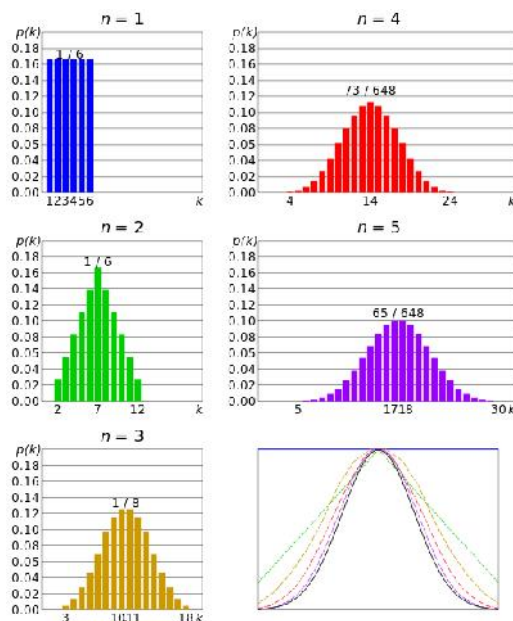 n = 1
p(k)
0.18
0.16
0.14
0.12
0.10
0.08
0.06
0.04
0.02
0.00
1 / 6
123456
k
n = 4
p(k)
0.18
0.16
0.14
0.12
0.10
0.08
0.06
0.04
0.02
0.00
73 / 648
4 14 24 k
n = 2
p(k)
0.18
0.16
0.14
0.12
0.10
0.08
0.06
0.04
0.02
0.00
1 / 6
2 7 12 k
n = 5
p(k)
0.18
0.16
0.14
0.12
0.10
0.08
0.06
0.04
0.02
0.00
65 / 648
5 1718 30 k
n = 3
p(k)
0.18
0.16
0.14
0.12
0.10
0.08
0.06
0.04
0.02
0.00
1 / 8
3 1011 18 k